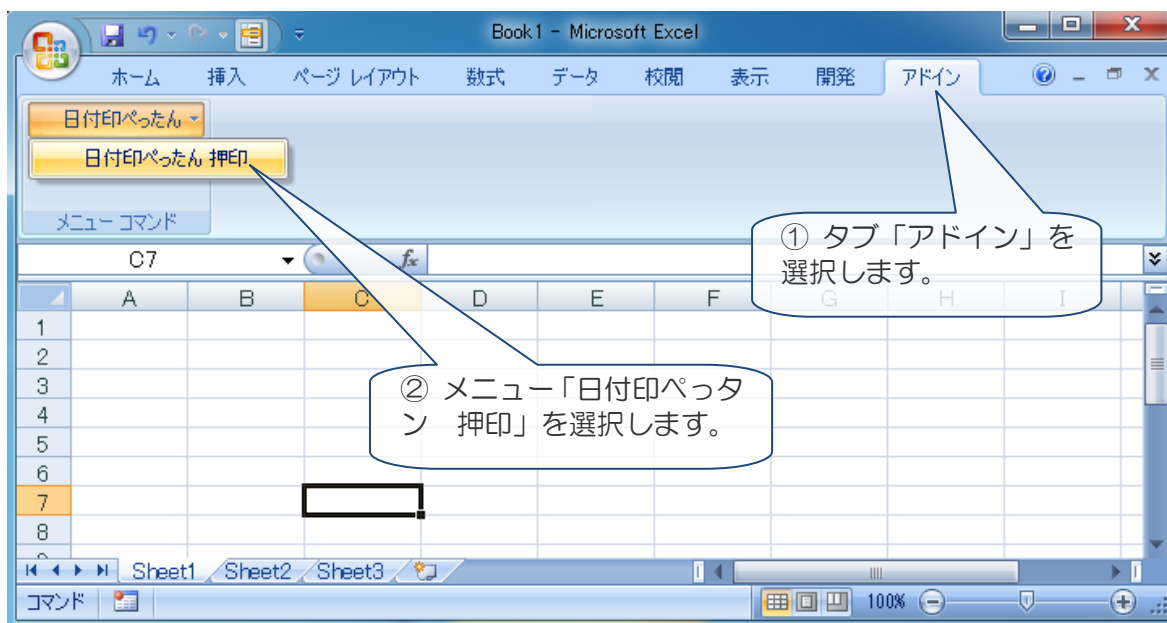 Book1 - Microsoft Excel
ホーム 挿入 ページ レイアウト 数式 データ 校閲 表示 開発 アドイン
日付印ぺったん
日付印ぺったん 押印
メニュー コマンド
① タブ「アドイン」を
選択します。
C7 fx
A B C D E F G H I
1
2
3
② メニュー「日付印ぺっタ
ン 押印」を選択します。
4
5
6
7
8
Sheet1 Sheet2 Sheet3
コマンド 100%